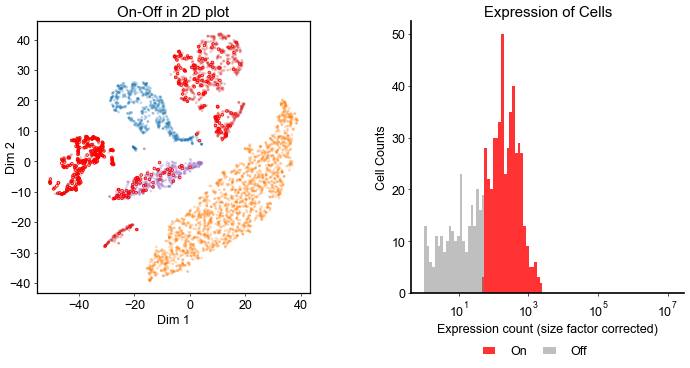 On-Off in 2D plot
40
30
20
10
0
−10
−20
−30
−40
Dim 2
−40 −20 0 20 40
Dim 1
Expression of Cells
50
40
30
20
10
0
Cell Counts
10^1 10^3 10^5 10^7
Expression count (size factor corrected)
On Off